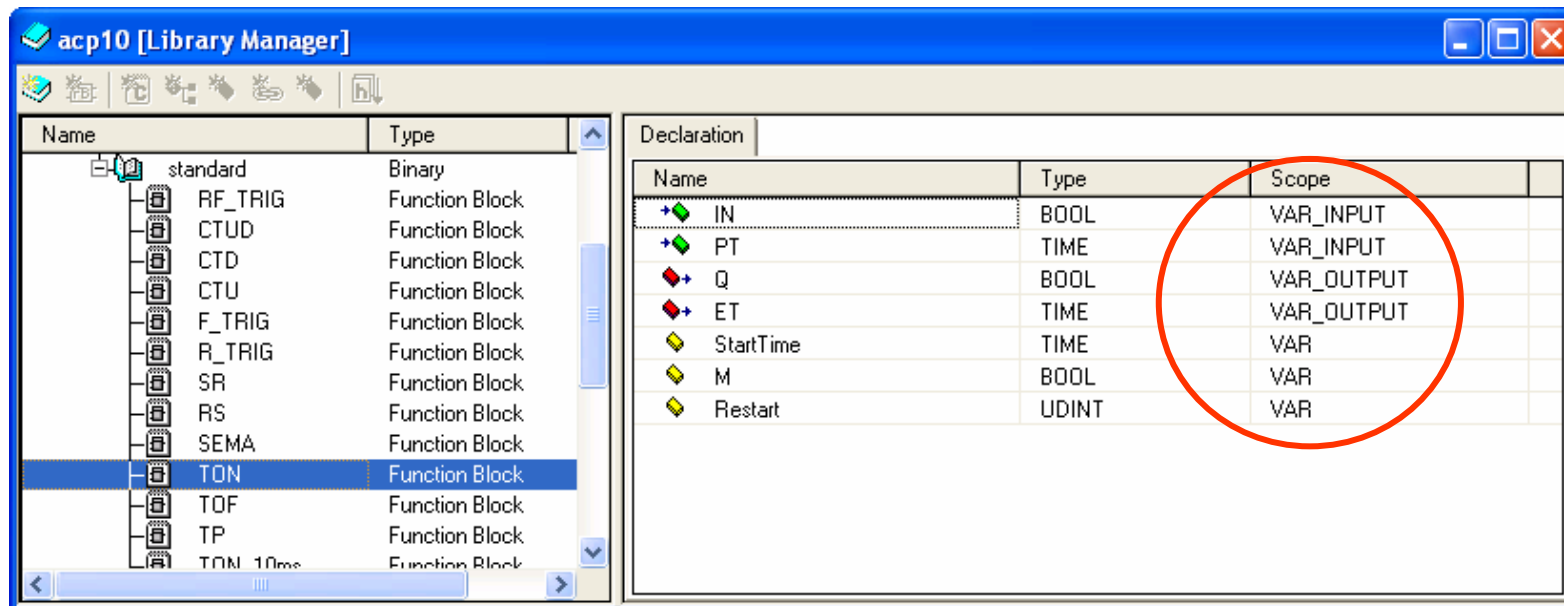 acp10 [Library Manager]
Name Type
standard Binary
RF_TRIG Function Block
CTUD Function Block
CTD Function Block
CTU Function Block
F_TRIG Function Block
R_TRIG Function Block
SR Function Block
RS Function Block
SEMA Function Block
TON Function Block
TOF Function Block
TP Function Block
TON_10ms Function Block
Declaration
Name Type Scope
IN BOOL VAR_INPUT
PT TIME VAR_INPUT
Q BOOL VAR_OUTPUT
ET TIME VAR_OUTPUT
StartTime TIME VAR
M BOOL VAR
Restart UDINT VAR